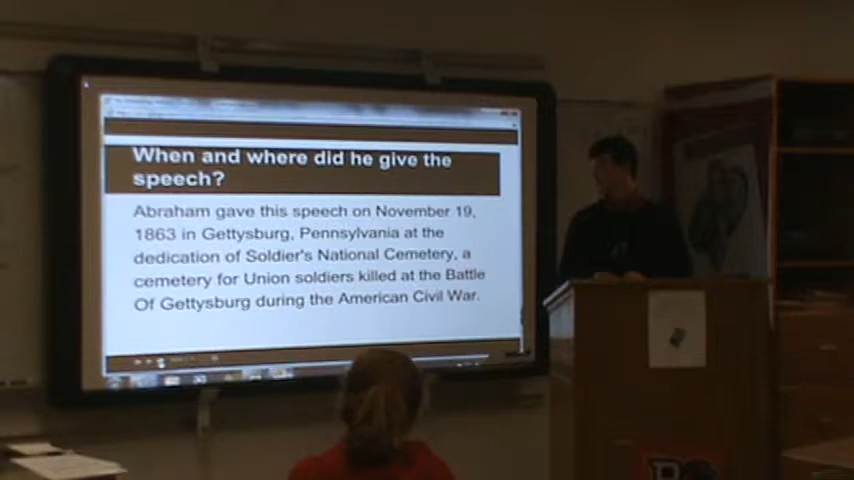 When and where did he give the
speech?
Abraham gave this speech on November 19,
1863 in Gettysburg, Pennsylvania at the
dedication of Soldier's National Cemetery, a
cemetery for Union soldiers killed at the Battle
Of Gettysburg during the American Civil War.